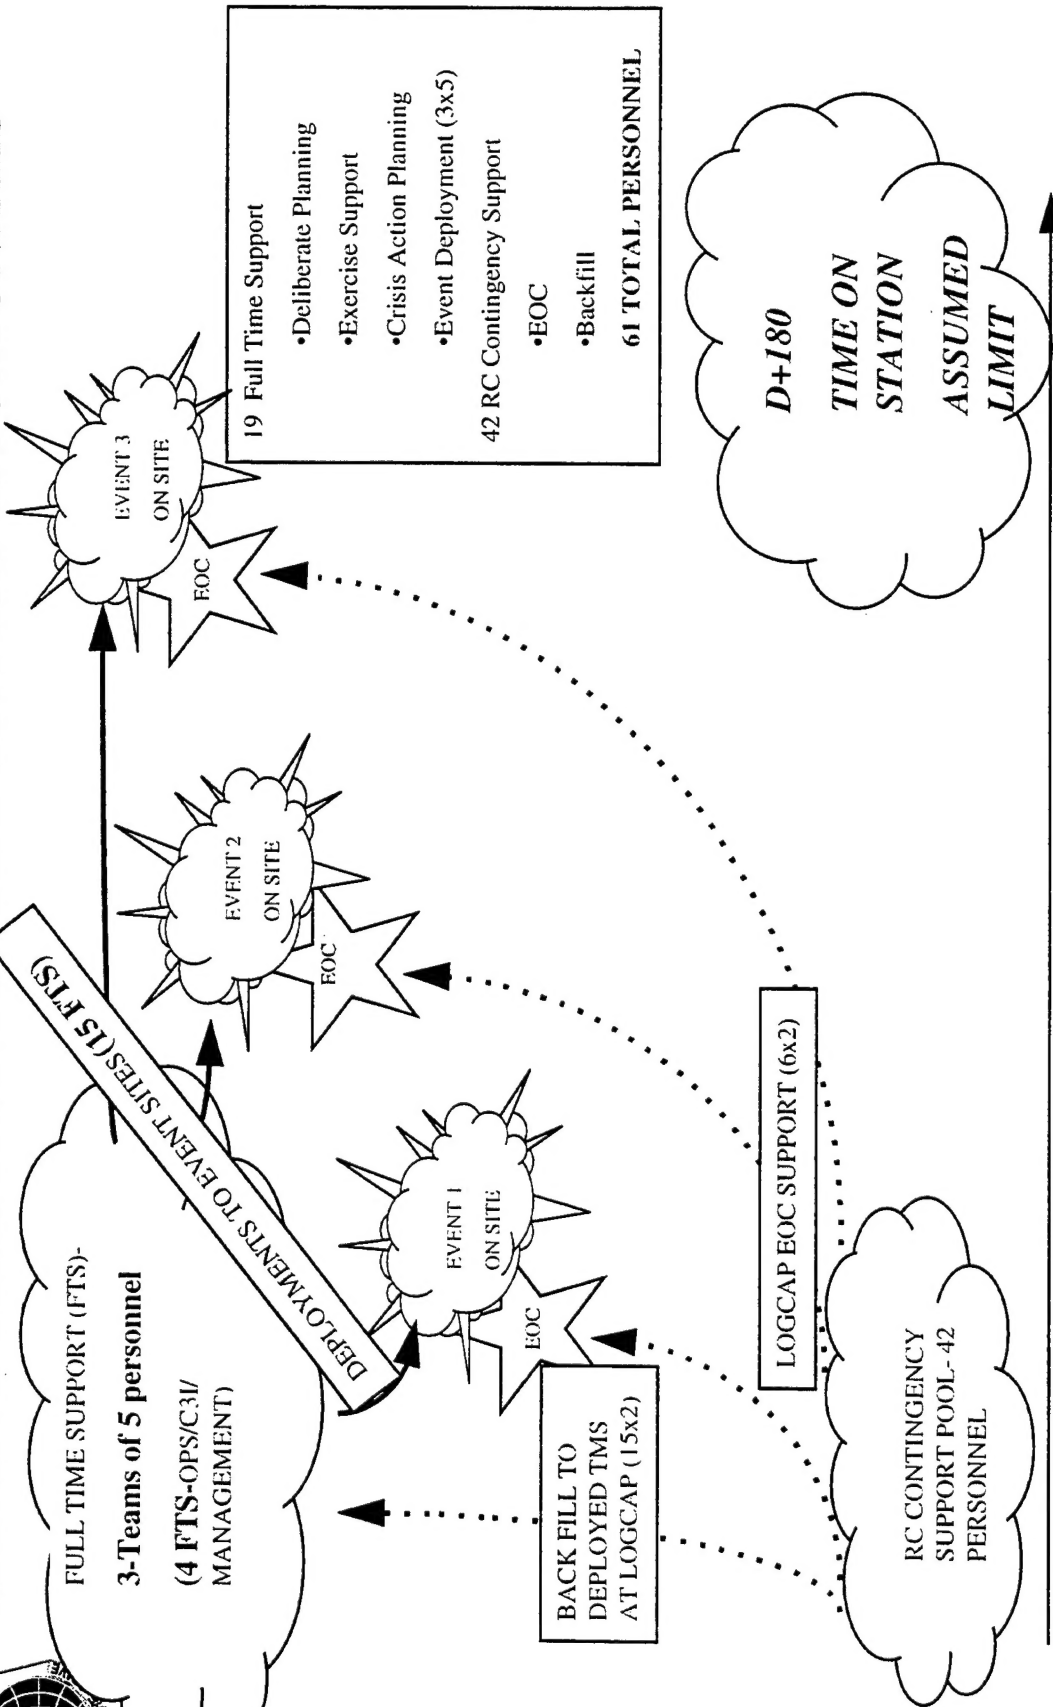 FULL TIME SUPPORT (FTS)-
3-Teams of 5 personnel
(4 FTS-OPS/C3I/
MANAGEMENT)
DEPLOYMENTS TO EVENT SITES (15 FTS)
EVENT 1
ON SITE
EOC
EVENT 2
ON SITE
EOC
EVENT 3
ON SITE
EOC
BACK FILL TO
DEPLOYED TMS
AT LOGCAP (15x2)
LOGCAP EOC SUPPORT (6x2)
RC CONTINGENCY
SUPPORT POOL- 42
PERSONNEL
19 Full Time Support
•Deliberate Planning
•Exercise Support
•Crisis Action Planning
•Event Deployment (3x5)
42 RC Contingency Support
•EOC
•Backfill
61 TOTAL PERSONNEL
D+180
TIME ON
STATION
ASSUMED
LIMIT